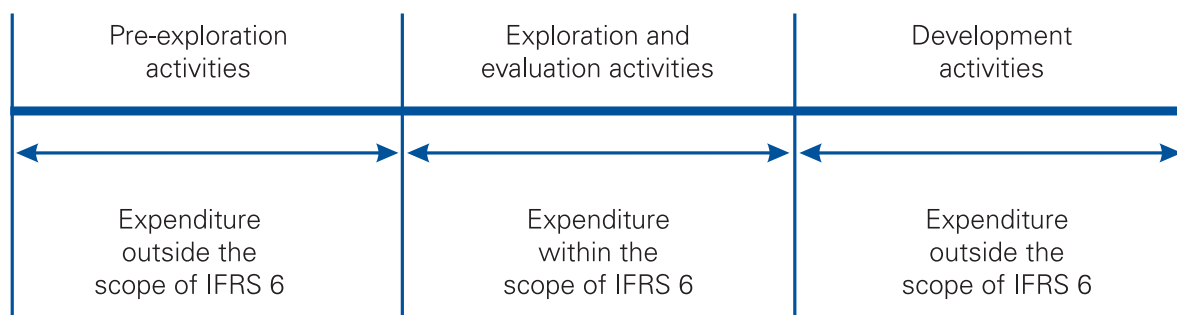 Pre-exploration
activities
Exploration and
evaluation activities
Development
activities
Expenditure
outside the
scope of IFRS 6
Expenditure
within the
scope of IFRS 6
Expenditure
outside the
scope of IFRS 6